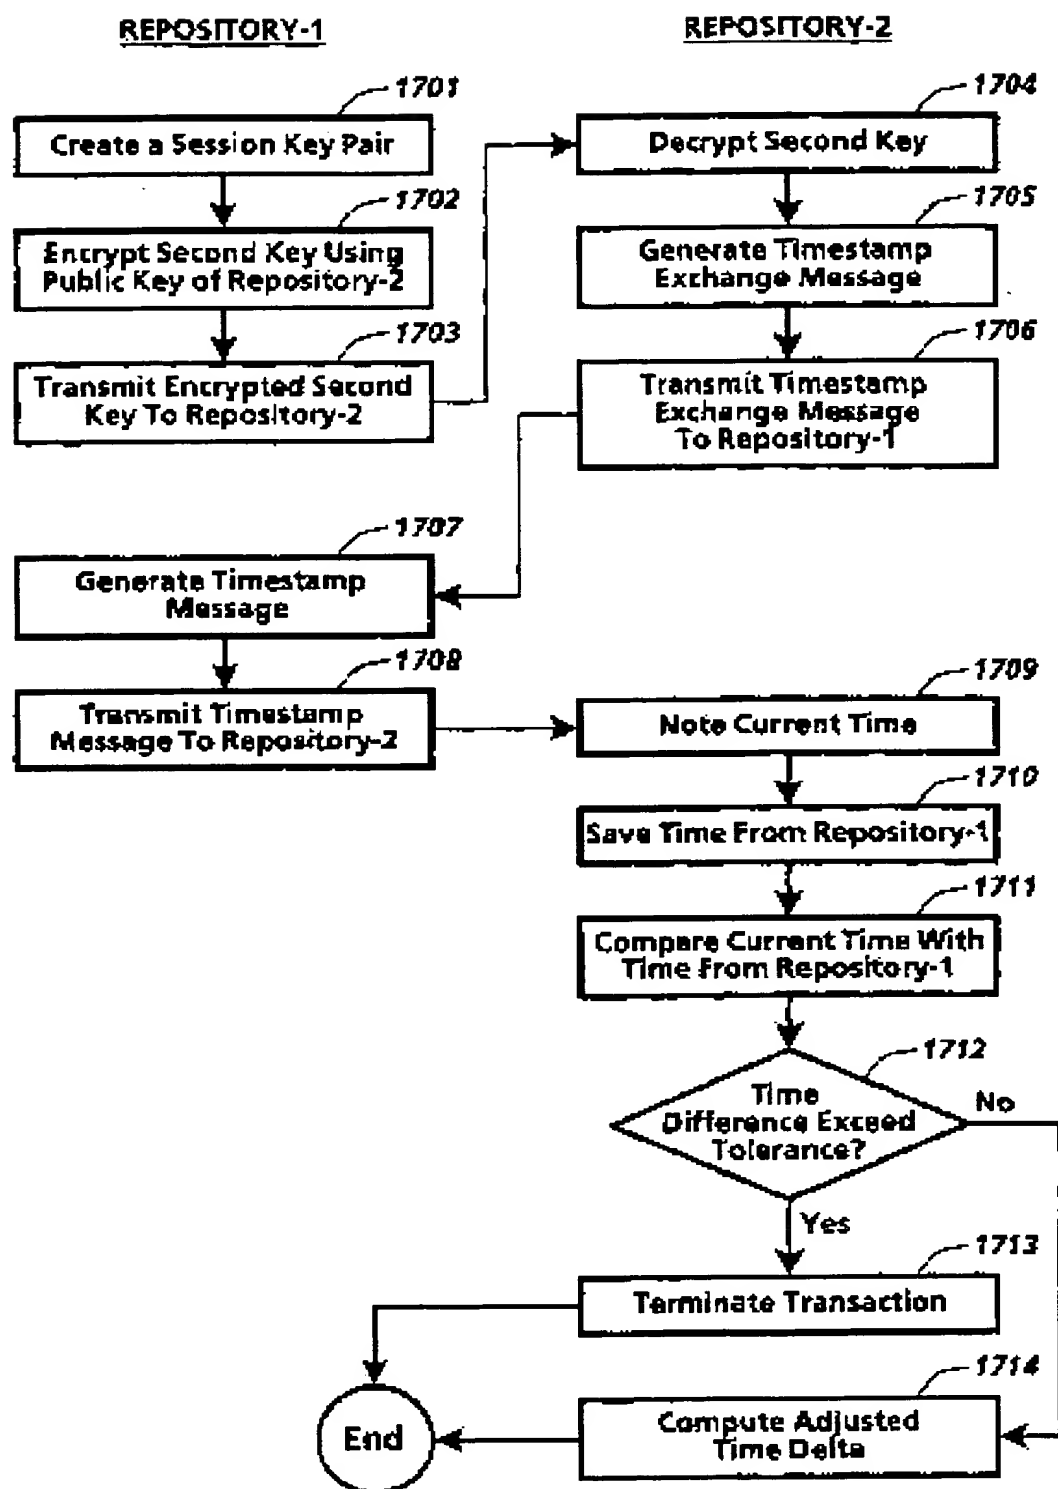 REPOSITORY-1
REPOSITORY-2
1701
Create a Session Key Pair
1702
Encrypt Second Key Using
Public Key of Repository-2
1703
Transmit Encrypted Second
Key To Repository-2
1704
Decrypt Second Key
1705
Generate Timestamp
Exchange Message
1706
Transmit Timestamp
Exchange Message
To Repository-1
1707
Generate Timestamp
Message
1708
Transmit Timestamp
Message To Repository-2
1709
Note Current Time
1710
Save Time From Repository-1
1711
Compare Current Time With
Time From Repository-1
1712
Time
Difference Exceed
Tolerance?
No
Yes
1713
Terminate Transaction
1714
Compute Adjusted
Time Delta
End